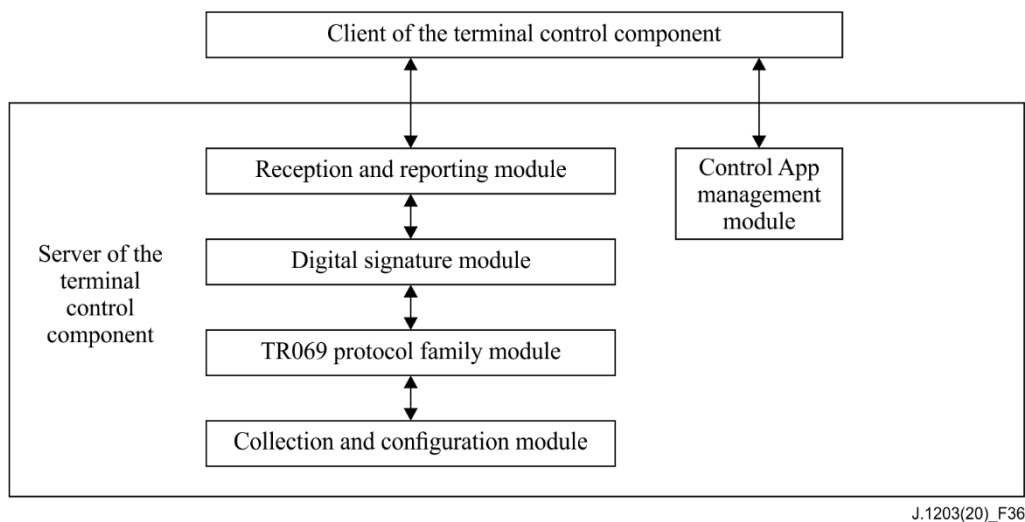 Client of the terminal control component
Reception and reporting module
Control App
management
module
Server of the
terminal
control
component
Digital signature module
TR069 protocol family module
Collection and configuration module
J.1203(20)_F36